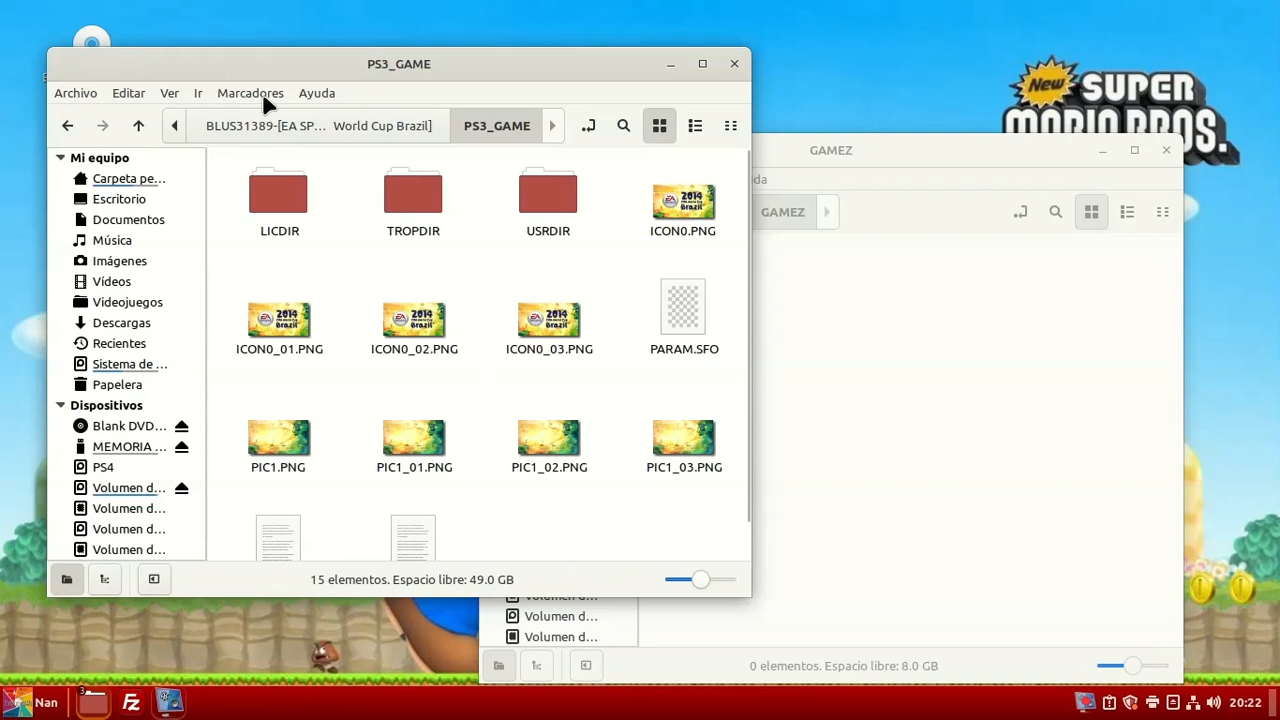 PS3_GAME
Archivo Editar Ver Ir Marcadores Ayuda
BLUS31389-[EA SP... World Cup Brazil] PS3_GAME
Mi equipo
Carpeta pe...
Escritorio
Documentos
Música
Imágenes
Vídeos
Videojuegos
Descargas
Recientes
Sistema de ...
Papelera
Dispositivos
Blank DVD...
MEMORIA ...
PS4
Volumen d...
Volumen d...
Volumen d...
Volumen d...
LICDIR TROPDIR USRDIR ICON0.PNG
ICON0_01.PNG ICON0_02.PNG ICON0_03.PNG PARAM.SFO
PIC1.PNG PIC1_01.PNG PIC1_02.PNG PIC1_03.PNG
15 elementos. Espacio libre: 49.0 GB
New SUPER
MARIO BROS.
GAMEZ
da
GAMEZ
Volumen d...
Volumen d...
0 elementos. Espacio libre: 8.0 GB
Nan
3
20:22